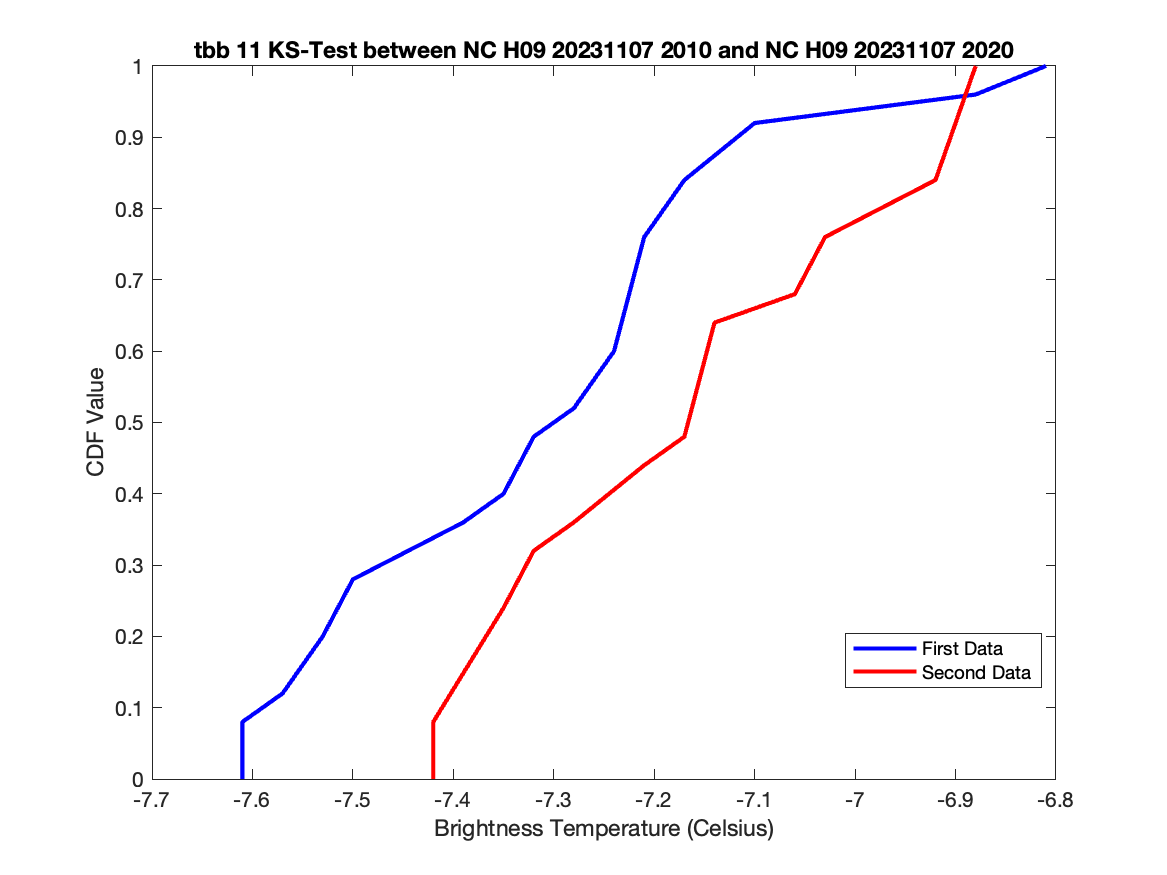 tbb 11 KS-Test between NC H09 20231107 2010 and NC H09 20231107 2020
1
0.9
0.8
0.7
0.6
0.5
0.4
0.3
0.2
0.1
0
CDF Value
First Data
Second Data
-7.7 -7.6 -7.5 -7.4 -7.3 -7.2 -7.1 -7 -6.9 -6.8
Brightness Temperature (Celsius)